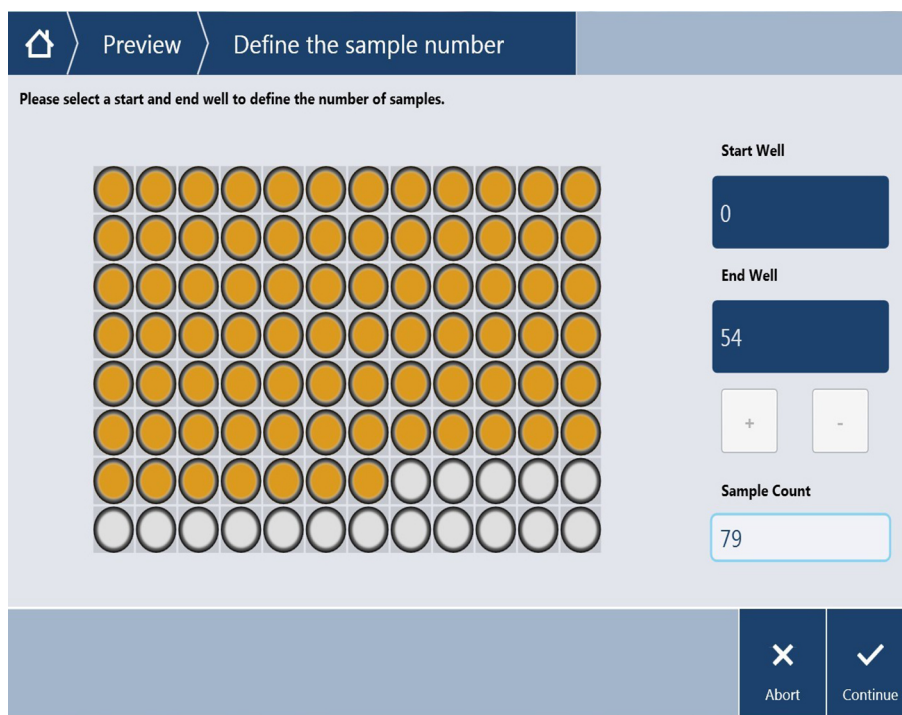 Preview
Define the sample number
Please select a start and end well to define the number of samples.
Start Well
0
End Well
54
+
-
Sample Count
79
Abort
Continue